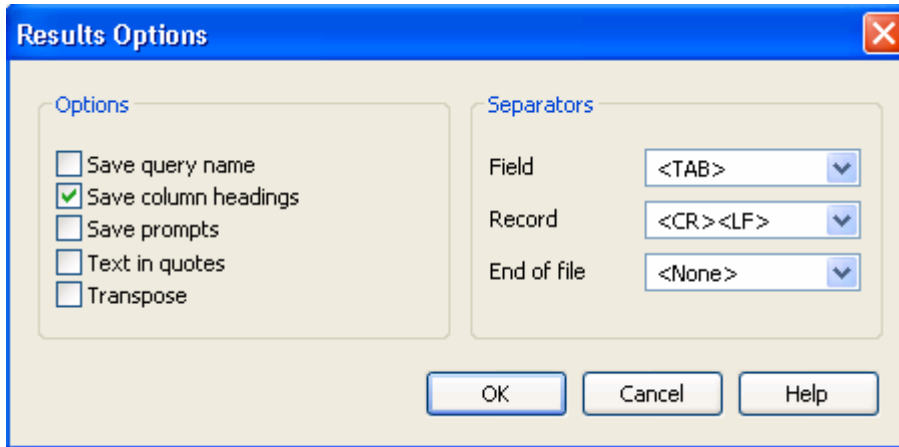 Results Options
Options
Save query name
Save column headings
Save prompts
Text in quotes
Transpose
Separators
Field <TAB>
Record <CR><LF>
End of file <None>
OK Cancel Help